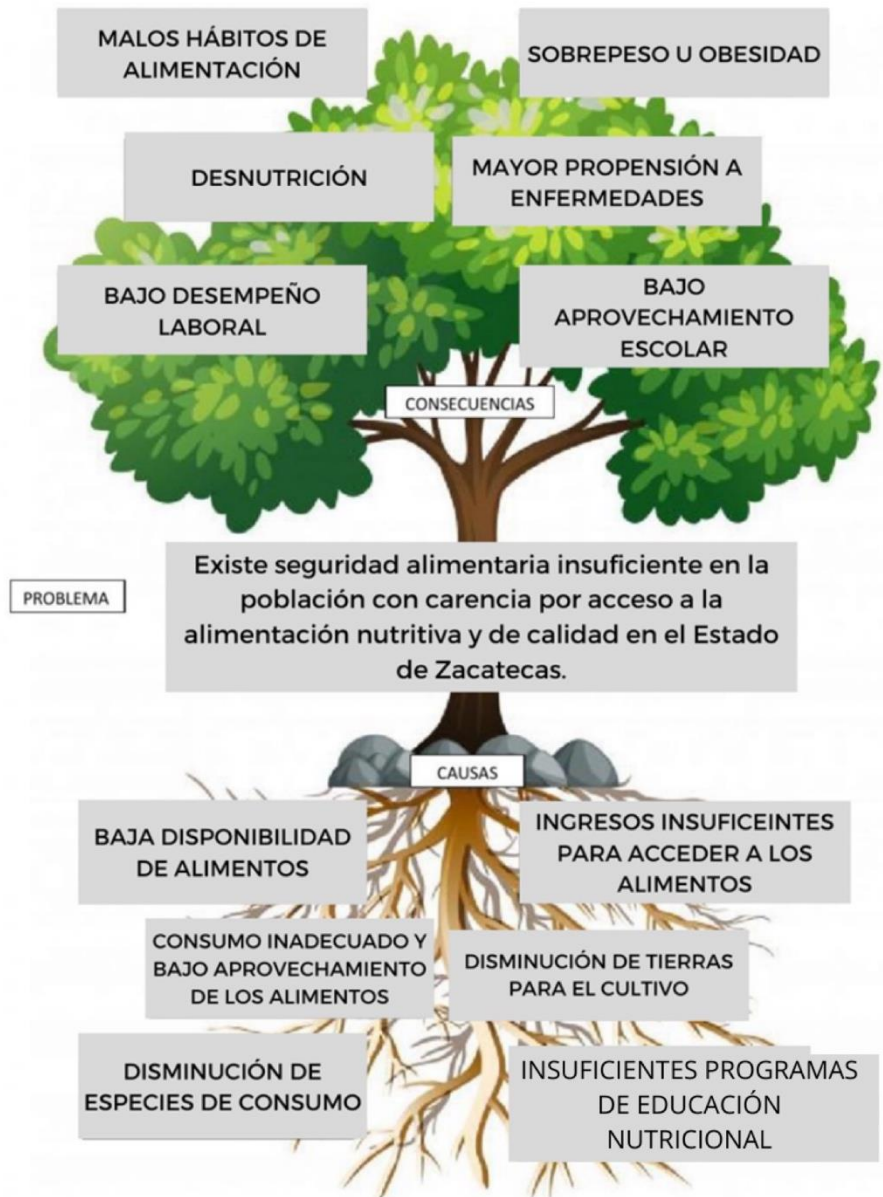 MALOS HÁBITOS DE
ALIMENTACIÓN
SOBREPESO U OBESIDAD
DESNUTRICIÓN
MAYOR PROPENSIÓN A
ENFERMEDADES
BAJO DESEMPEÑO
LABORAL
BAJO
APROVECHAMIENTO
ESCOLAR
CONSECUENCIAS
PROBLEMA
Existe seguridad alimentaria insuficiente en la
población con carencia por acceso a la
alimentación nutritiva y de calidad en el Estado
de Zacatecas.
CAUSAS
BAJA DISPONIBILIDAD
DE ALIMENTOS
INGRESOS INSUFICEINTES
PARA ACCEDER A LOS
ALIMENTOS
CONSUMO INADECUADO Y
BAJO APROVECHAMIENTO
DE LOS ALIMENTOS
DISMINUCIÓN DE TIERRAS
PARA EL CULTIVO
DISMINUCIÓN DE
ESPECIES DE CONSUMO
INSUFICIENTES PROGRAMAS
DE EDUCACIÓN
NUTRICIONAL